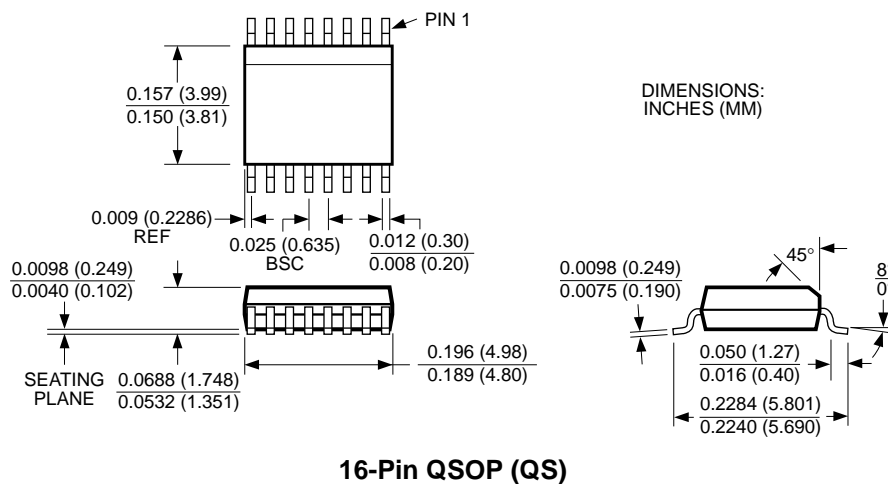 PIN 1
0.157 (3.99)
0.150 (3.81)
DIMENSIONS:
INCHES (MM)
0.009 (0.2286)
REF
0.025 (0.635)
BSC
0.012 (0.30)
0.008 (0.20)
0.0098 (0.249)
0.0040 (0.102)
SEATING
PLANE
0.0688 (1.748)
0.0532 (1.351)
0.196 (4.98)
0.189 (4.80)
45°
0.0098 (0.249)
0.0075 (0.190)
8
0
0.050 (1.27)
0.016 (0.40)
0.2284 (5.801)
0.2240 (5.690)
16-Pin QSOP (QS)